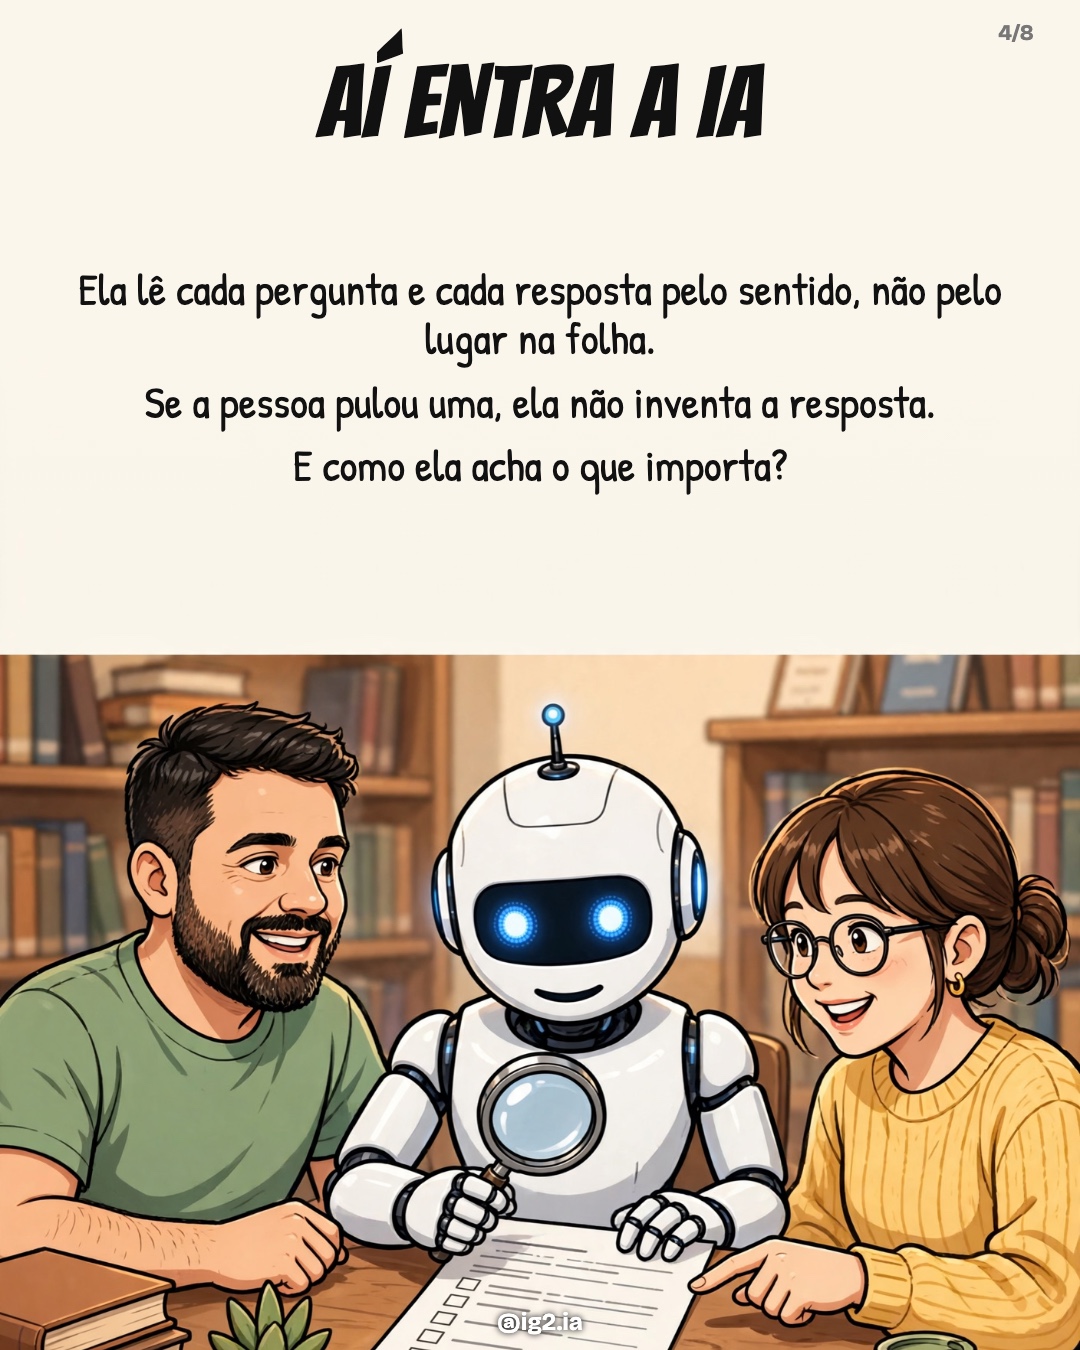 4/8
AÍ ENTRA A IA
Ela lê cada pergunta e cada resposta pelo sentido, não pelo
lugar na folha.
Se a pessoa pulou uma, ela não inventa a resposta.
E como ela acha o que importa?
@ig2.ia